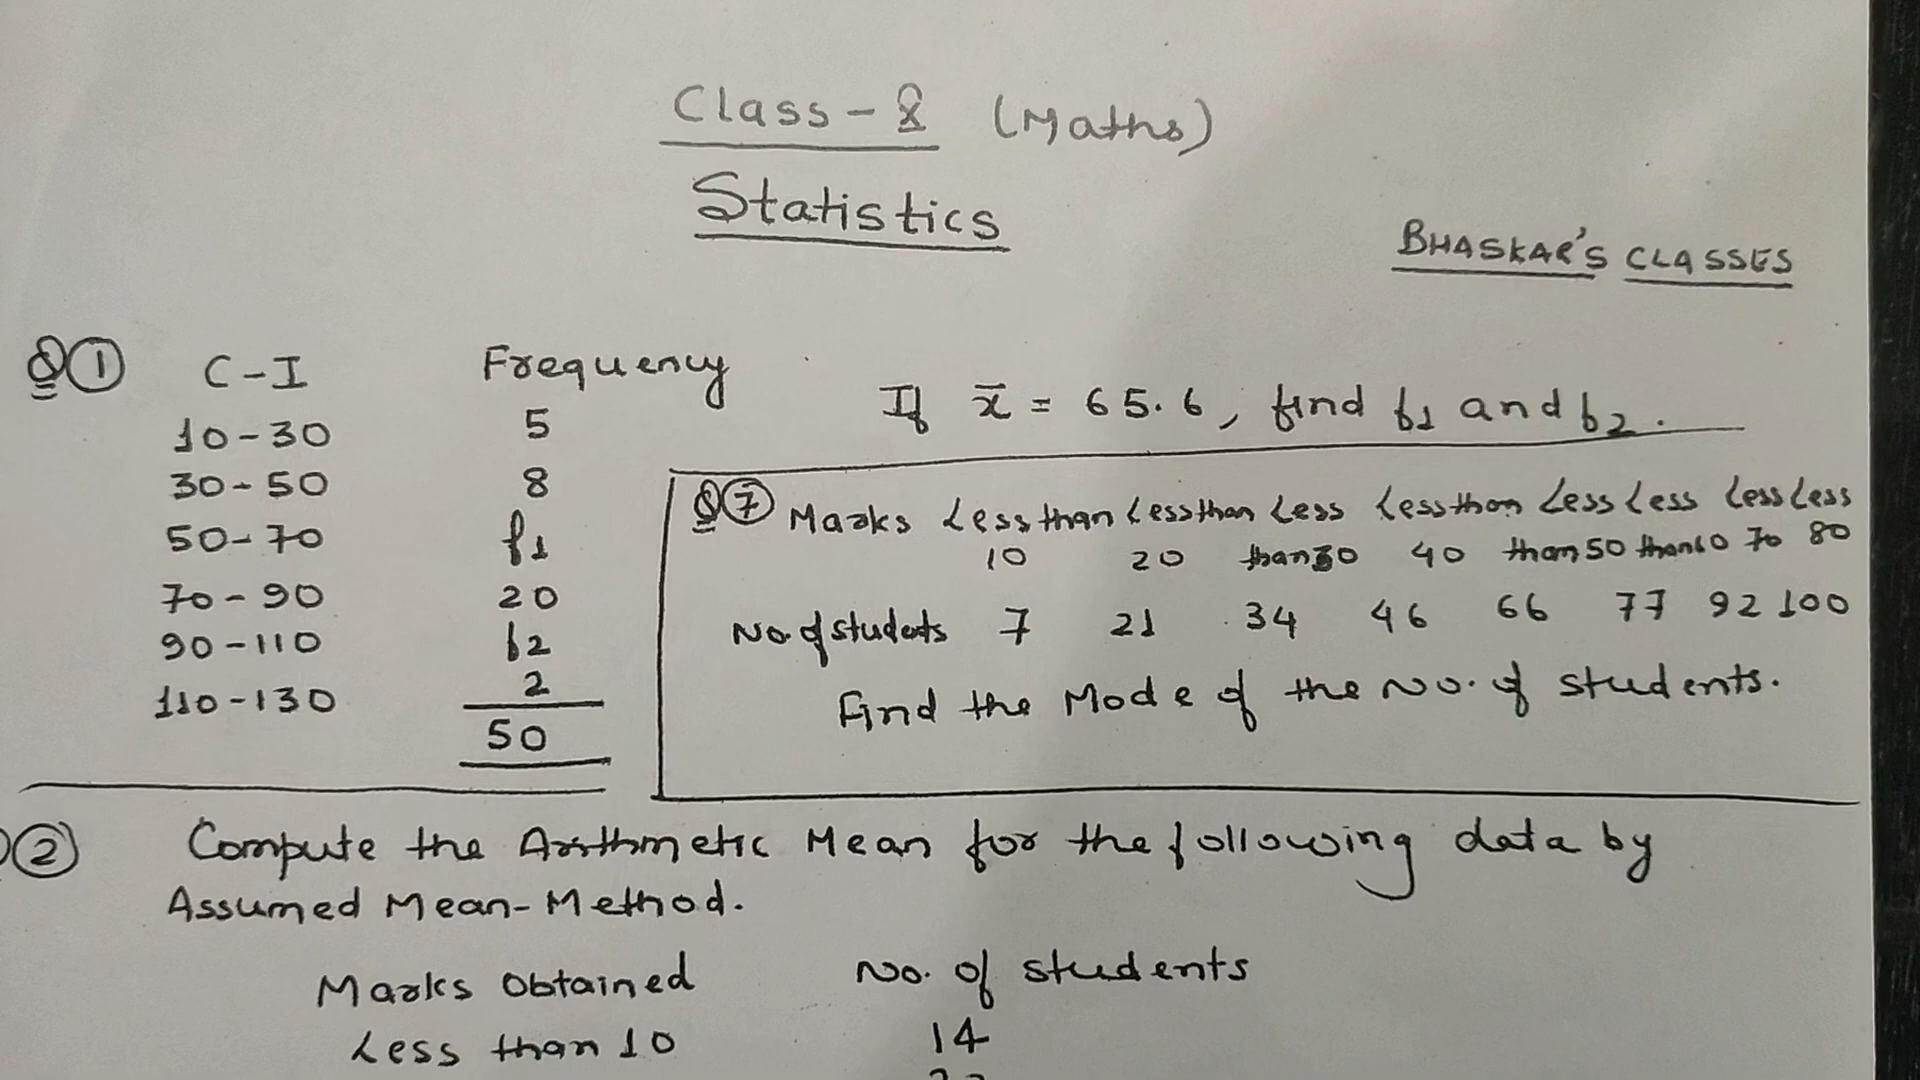 Class - X (Maths)
Statistics
BHASKAR'S CLASSES
Q 1 C-I Frequency
10-30 5
30-50 8
50-70 f1
70-90 20
90-110 f2
110-130 2
50
If x̄ = 65.6, find f1 and f2.
Q 7 Marks Less than Less than Less Less than Less Less Less Less
10 20 than 30 40 than 50 than 60 70 80
No. of students 7 21 34 46 66 77 92 100
Find the Mode of the No. of students.
2 Compute the Arithmetic Mean for the following data by
Assumed Mean-Method.
Marks Obtained No. of students
Less than 10 14